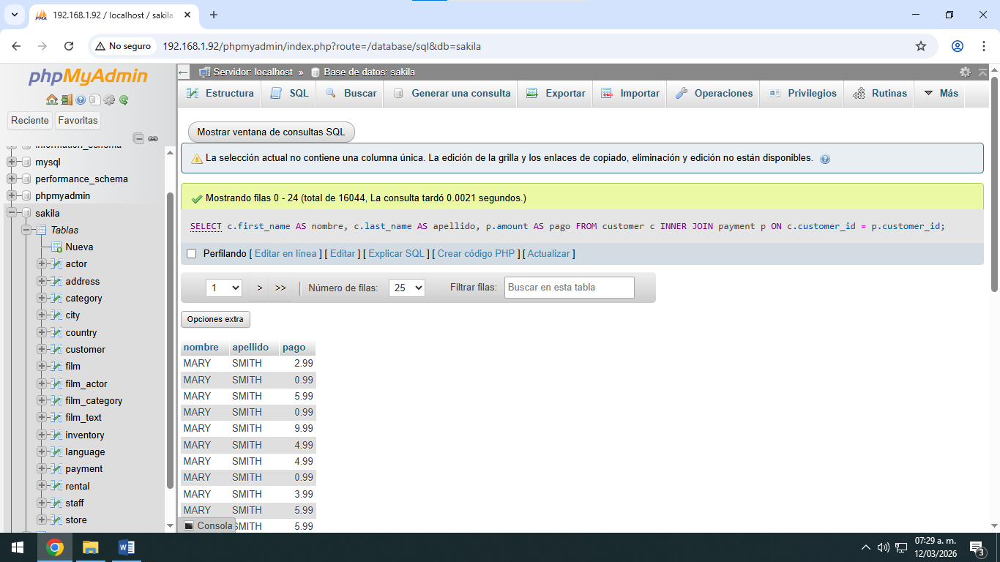 192.168.1.92 / localhost / sakila
No seguro
192.168.1.92/phpmyadmin/index.php?route=/database/sql&db=sakila
phpMyAdmin
Reciente
Favoritas
information_schema
mysql
performance_schema
phpmyadmin
sakila
Tablas
Nueva
actor
address
category
city
country
customer
film
film_actor
film_category
film_text
inventory
language
payment
rental
staff
store
Servidor: localhost » Base de datos: sakila
Estructura SQL Buscar Generar una consulta Exportar Importar Operaciones Privilegios Rutinas Más
Mostrar ventana de consultas SQL
La selección actual no contiene una columna única. La edición de la grilla y los enlaces de copiado, eliminación y edición no están disponibles.
Mostrando filas 0 - 24 (total de 16044, La consulta tardó 0.0021 segundos.)
SELECT c.first_name AS nombre, c.last_name AS apellido, p.amount AS pago FROM customer c INNER JOIN payment p ON c.customer_id = p.customer_id;
Perfilando [ Editar en línea ] [ Editar ] [ Explicar SQL ] [ Crear código PHP ] [ Actualizar ]
1 > >> Número de filas: 25 Filtrar filas: Buscar en esta tabla
Opciones extra
nombre apellido pago
MARY SMITH 2.99
MARY SMITH 0.99
MARY SMITH 5.99
MARY SMITH 0.99
MARY SMITH 9.99
MARY SMITH 4.99
MARY SMITH 4.99
MARY SMITH 0.99
MARY SMITH 3.99
MARY SMITH 5.99
SMITH 5.99
Consola
07:29 a. m.
12/03/2026
3